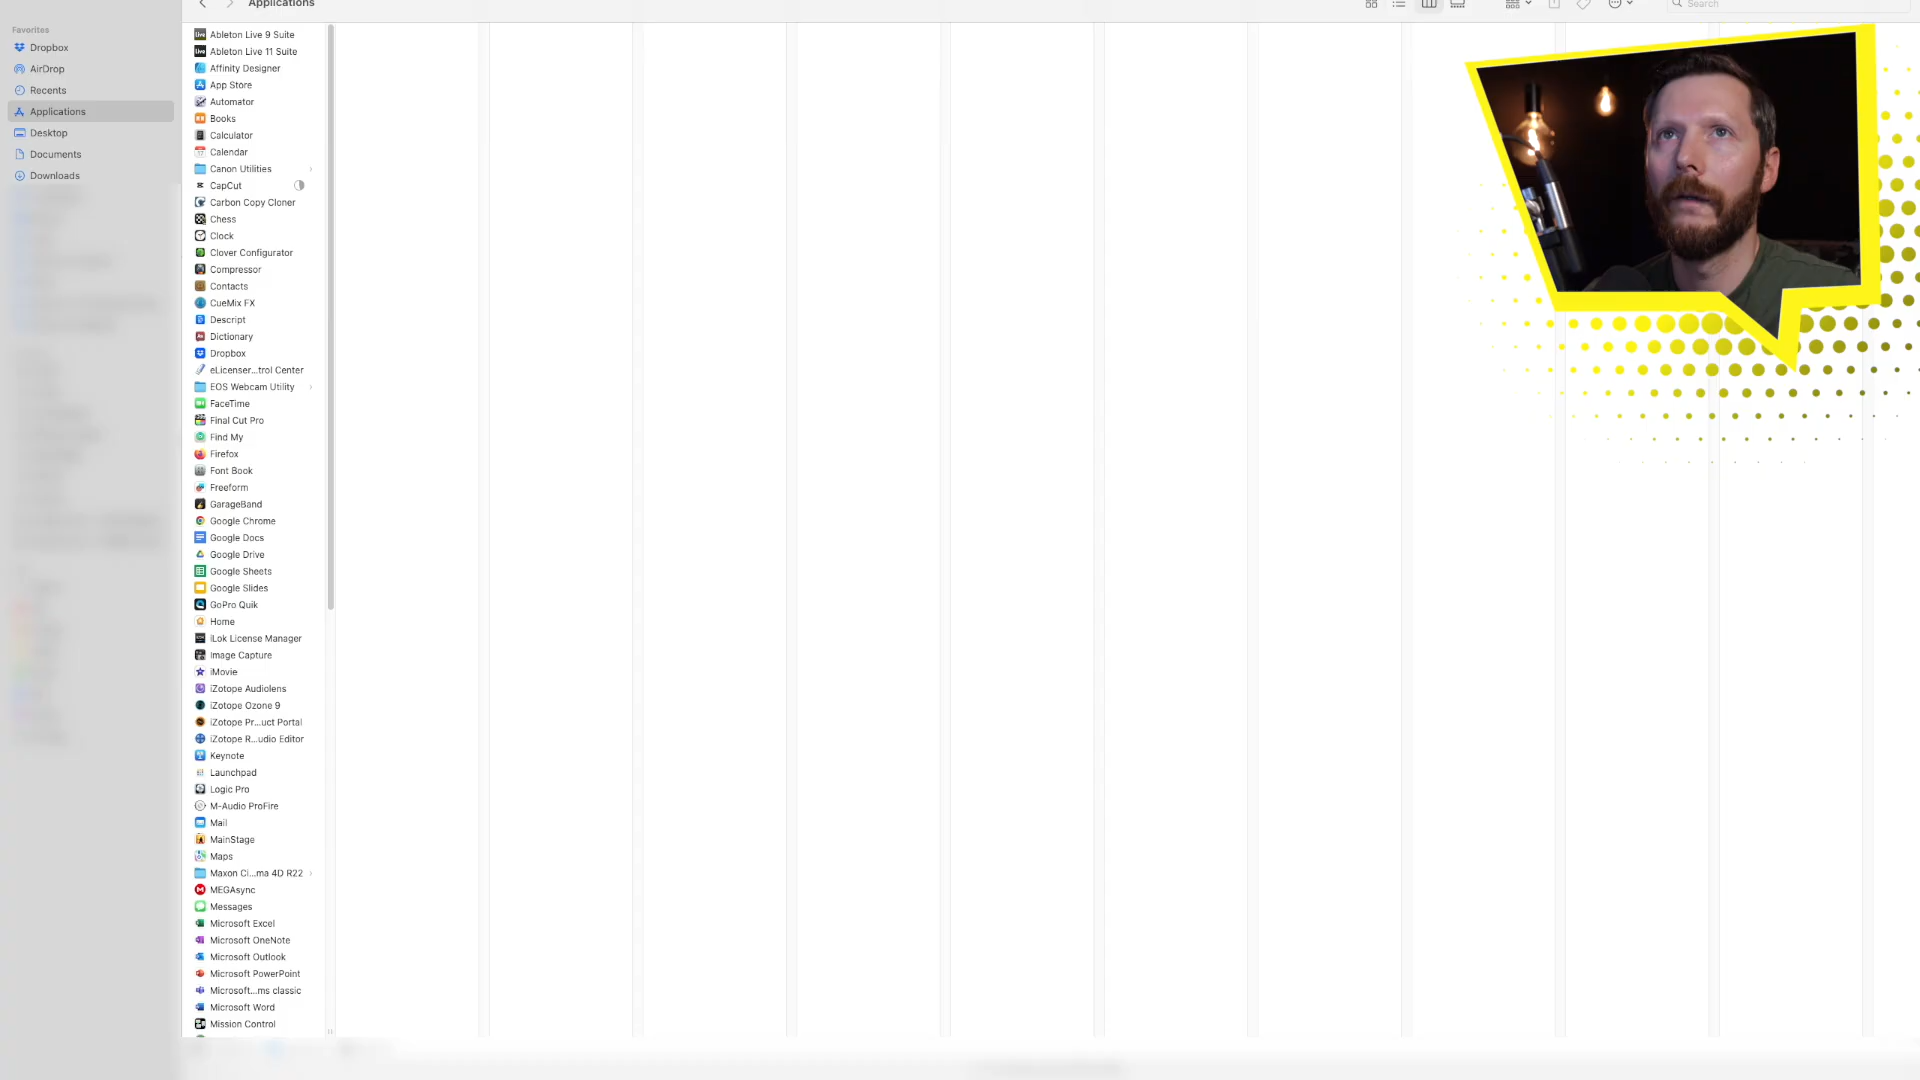 Applications
Search
Favorites
Dropbox
AirDrop
Recents
Applications
Desktop
Documents
Downloads
Ableton Live 9 Suite
Ableton Live 11 Suite
Affinity Designer
App Store
Automator
Books
Calculator
Calendar
Canon Utilities
CapCut
Carbon Copy Cloner
Chess
Clock
Clover Configurator
Compressor
Contacts
CueMix FX
Descript
Dictionary
Dropbox
eLicenser...trol Center
EOS Webcam Utility
FaceTime
Final Cut Pro
Find My
Firefox
Font Book
Freeform
GarageBand
Google Chrome
Google Docs
Google Drive
Google Sheets
Google Slides
GoPro Quik
Home
iLok License Manager
Image Capture
iMovie
iZotope Audiolens
iZotope Ozone 9
iZotope Pr...uct Portal
iZotope R...udio Editor
Keynote
Launchpad
Logic Pro
M-Audio ProFire
Mail
MainStage
Maps
Maxon Ci...ma 4D R22
MEGAsync
Messages
Microsoft Excel
Microsoft OneNote
Microsoft Outlook
Microsoft PowerPoint
Microsoft...ms classic
Microsoft Word
Mission Control